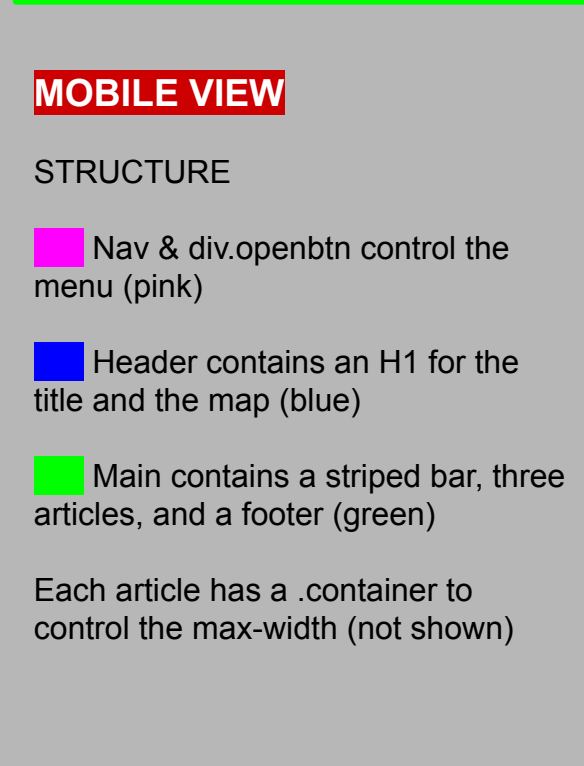 MOBILE VIEW
STRUCTURE
Nav & div.openbtn control the
menu (pink)
Header contains an H1 for the
title and the map (blue)
Main contains a striped bar, three
articles, and a footer (green)
Each article has a .container to
control the max-width (not shown)